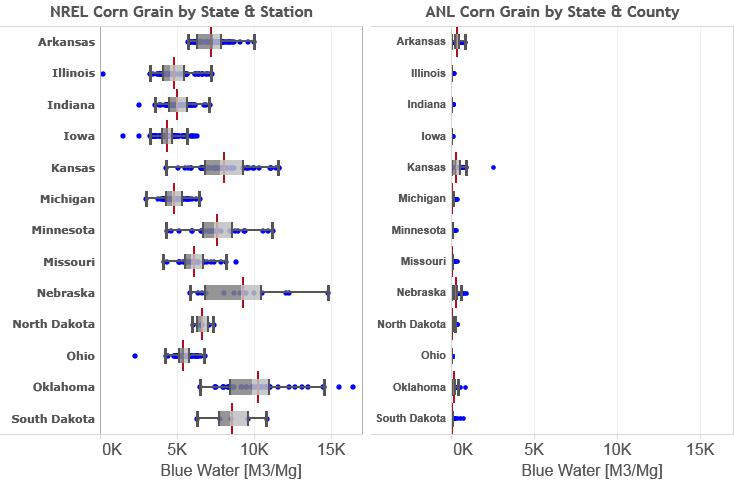 NREL Corn Grain by State & Station
Arkansas
Illinois
Indiana
Iowa
Kansas
Michigan
Minnesota
Missouri
Nebraska
North Dakota
Ohio
Oklahoma
South Dakota
0K 5K 10K 15K
Blue Water [M3/Mg]
ANL Corn Grain by State & County
Arkansas
Illinois
Indiana
Iowa
Kansas
Michigan
Minnesota
Missouri
Nebraska
North Dakota
Ohio
Oklahoma
South Dakota
0K 5K 10K 15K
Blue Water [M3/Mg]